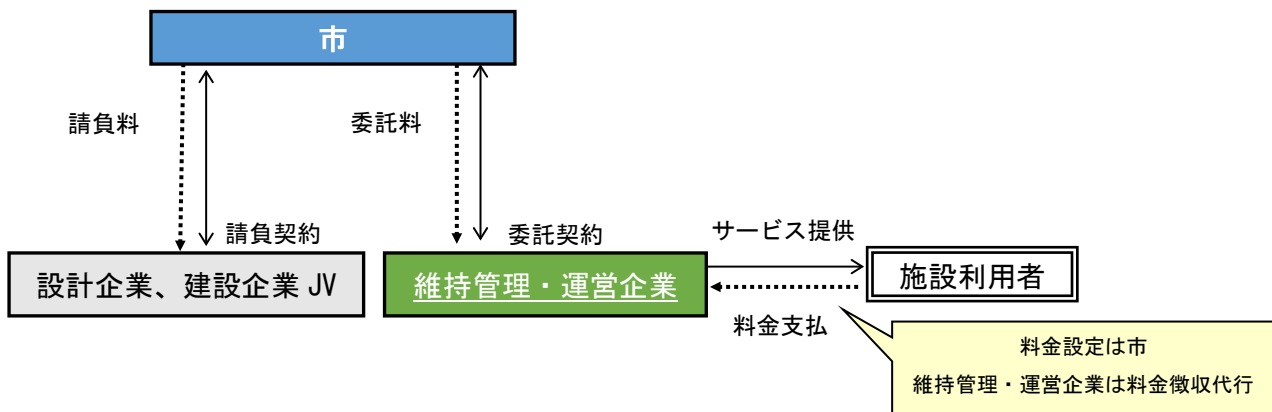 市
請負料
委託料
請負契約
委託契約
サービス提供
設計企業、建設企業 JV
維持管理・運営企業
施設利用者
料金支払
料金設定は市
維持管理・運営企業は料金徴収代行